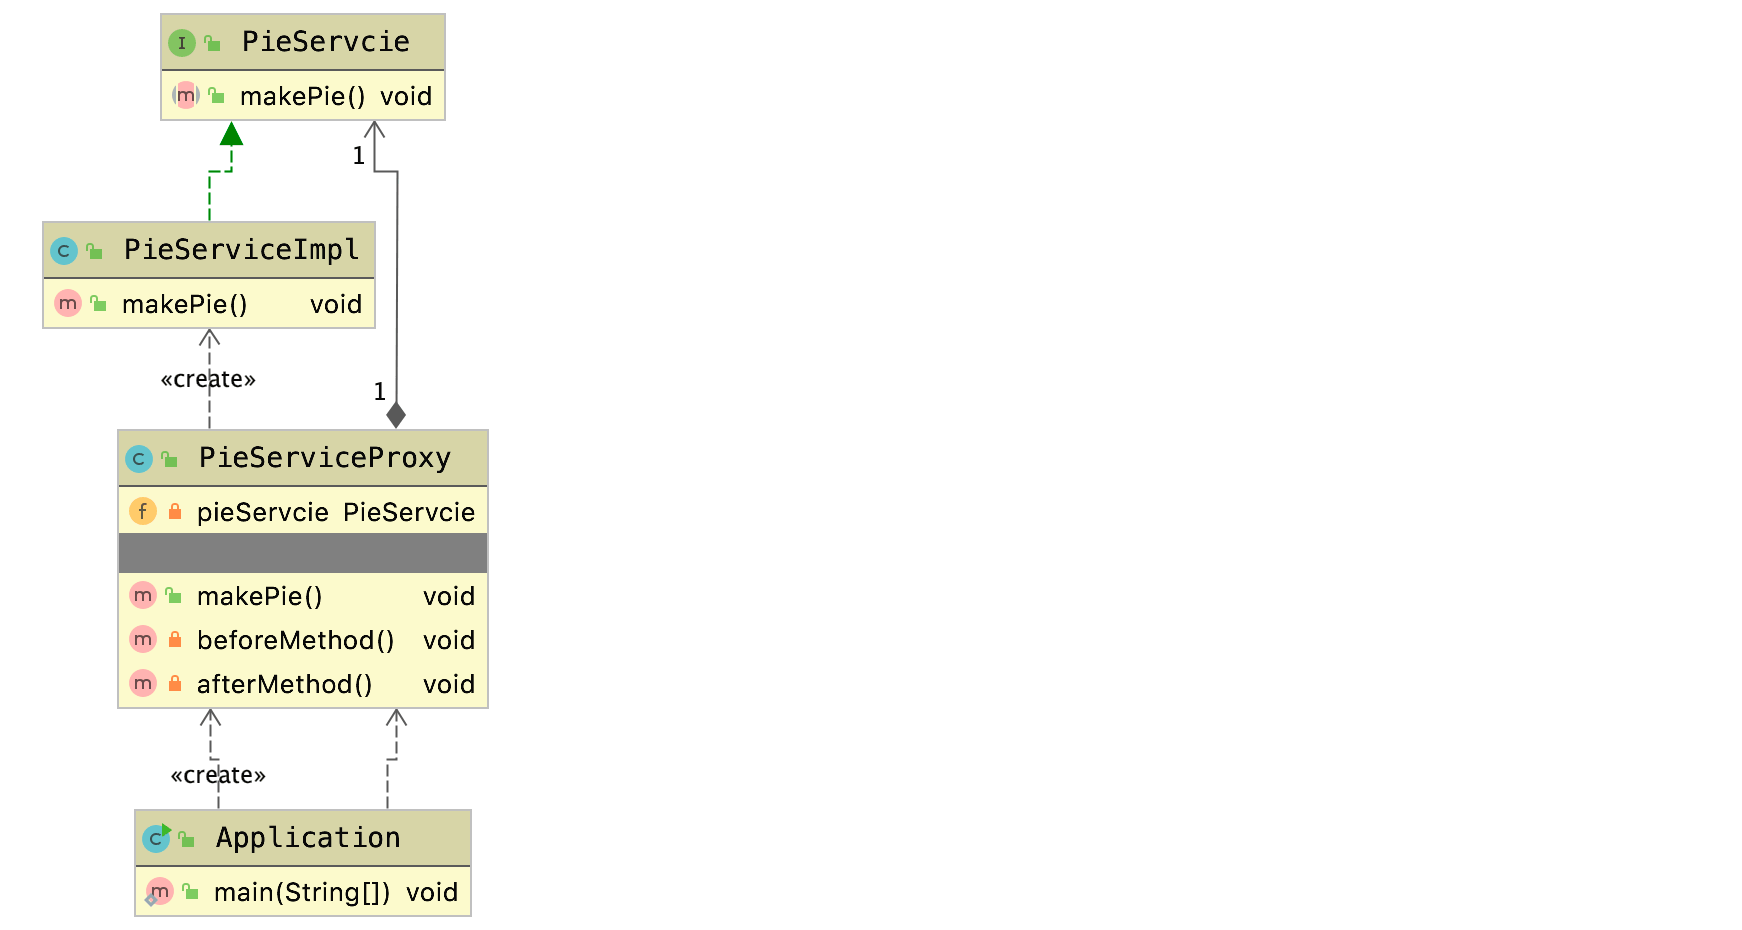 PieServcie
makePie() void
1
PieServiceImpl
makePie() void
«create»
1
PieServiceProxy
pieServcie PieServcie
makePie() void
beforeMethod() void
afterMethod() void
«create»
Application
main(String[]) void